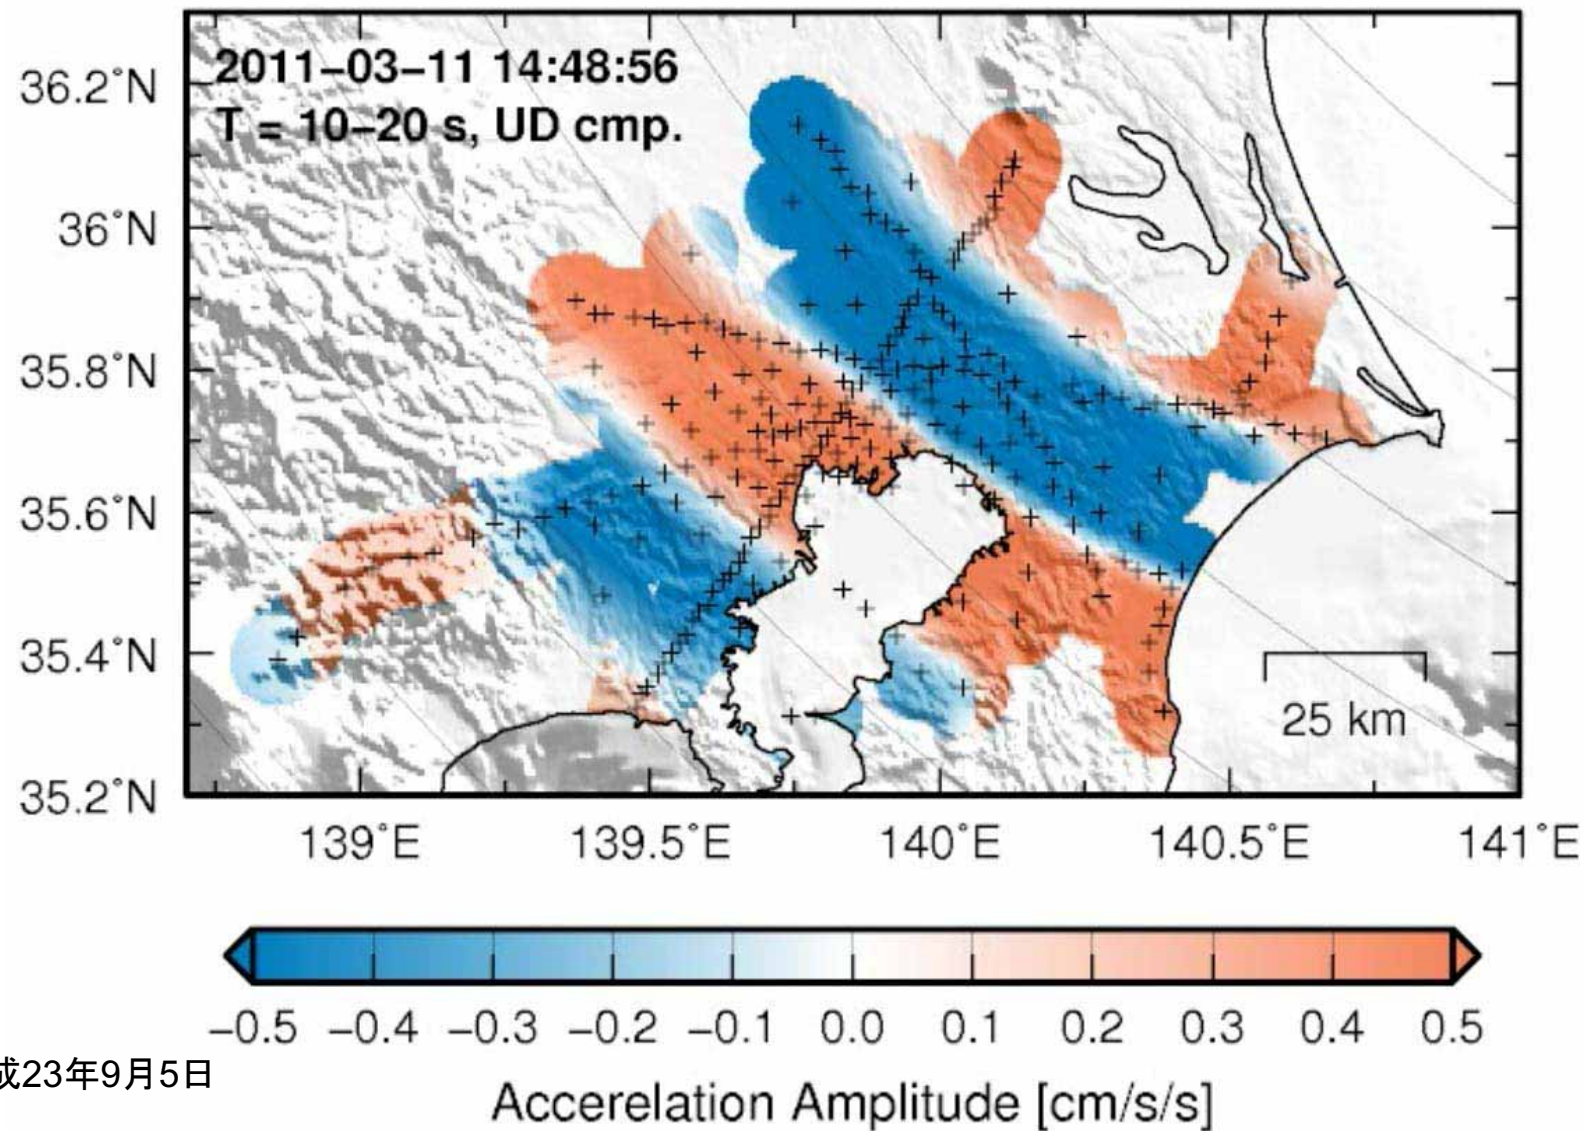 2011−03−11 14:48:56
T = 10−20 s, UD cmp.
36.2˚N
36˚N
35.8˚N
35.6˚N
35.4˚N
35.2˚N
25 km
139˚E 139.5˚E 140˚E 140.5˚E 141˚E
−0.5 −0.4 −0.3 −0.2 −0.1 0.0 0.1 0.2 0.3 0.4 0.5
成23年9月5日
Accerelation Amplitude [cm/s/s]